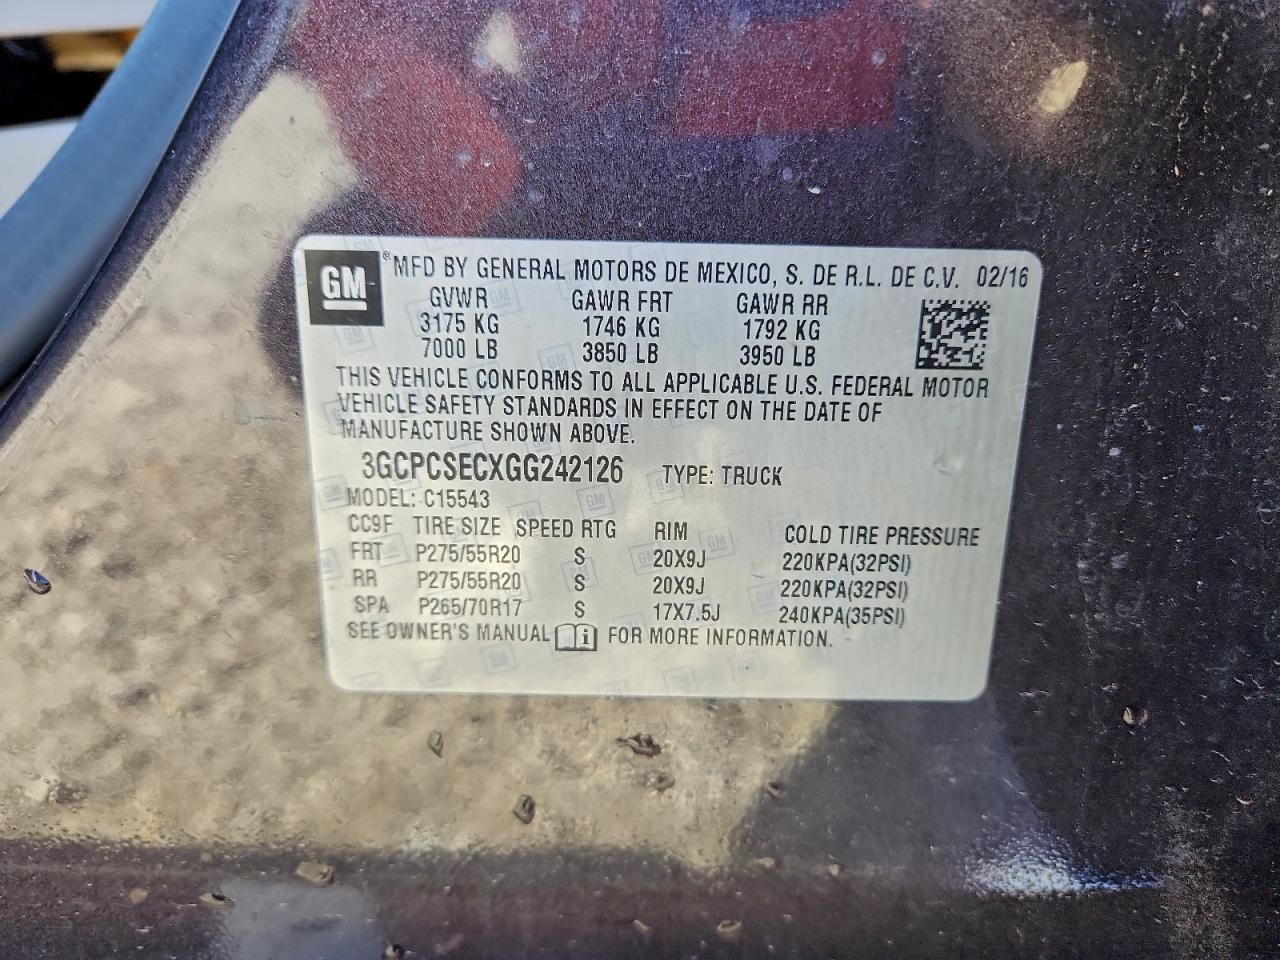 GM ® MFD BY GENERAL MOTORS DE MEXICO, S. DE R.L. DE C.V. 02/16
GVWR GAWR FRT GAWR RR
3175 KG 1746 KG 1792 KG
7000 LB 3850 LB 3950 LB
THIS VEHICLE CONFORMS TO ALL APPLICABLE U.S. FEDERAL MOTOR
VEHICLE SAFETY STANDARDS IN EFFECT ON THE DATE OF
MANUFACTURE SHOWN ABOVE.
3GCPCSECXGG242126 TYPE: TRUCK
MODEL: C15543
CC9F TIRE SIZE SPEED RTG RIM COLD TIRE PRESSURE
FRT P275/55R20 S 20X9J 220KPA(32PSI)
RR P275/55R20 S 20X9J 220KPA(32PSI)
SPA P265/70R17 S 17X7.5J 240KPA(35PSI)
SEE OWNER'S MANUAL i FOR MORE INFORMATION.